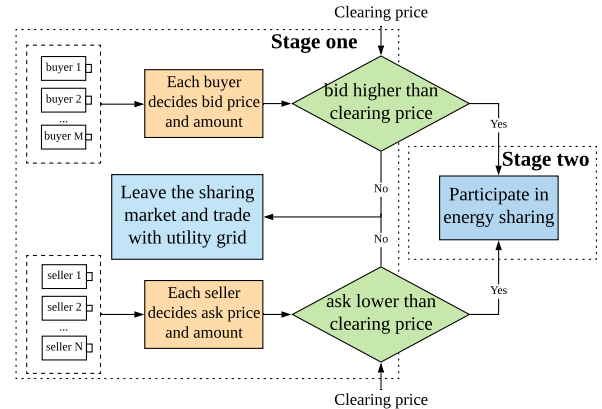 Clearing price
Stage one
buyer 1
buyer 2
...
buyer M
Each buyer
decides bid price
and amount
bid higher than
clearing price
Yes
No
Stage two
Participate in
energy sharing
Leave the sharing
market and trade
with utility grid
No
seller 1
seller 2
...
seller N
Each seller
decides ask price
and amount
ask lower than
clearing price
Yes
Clearing price